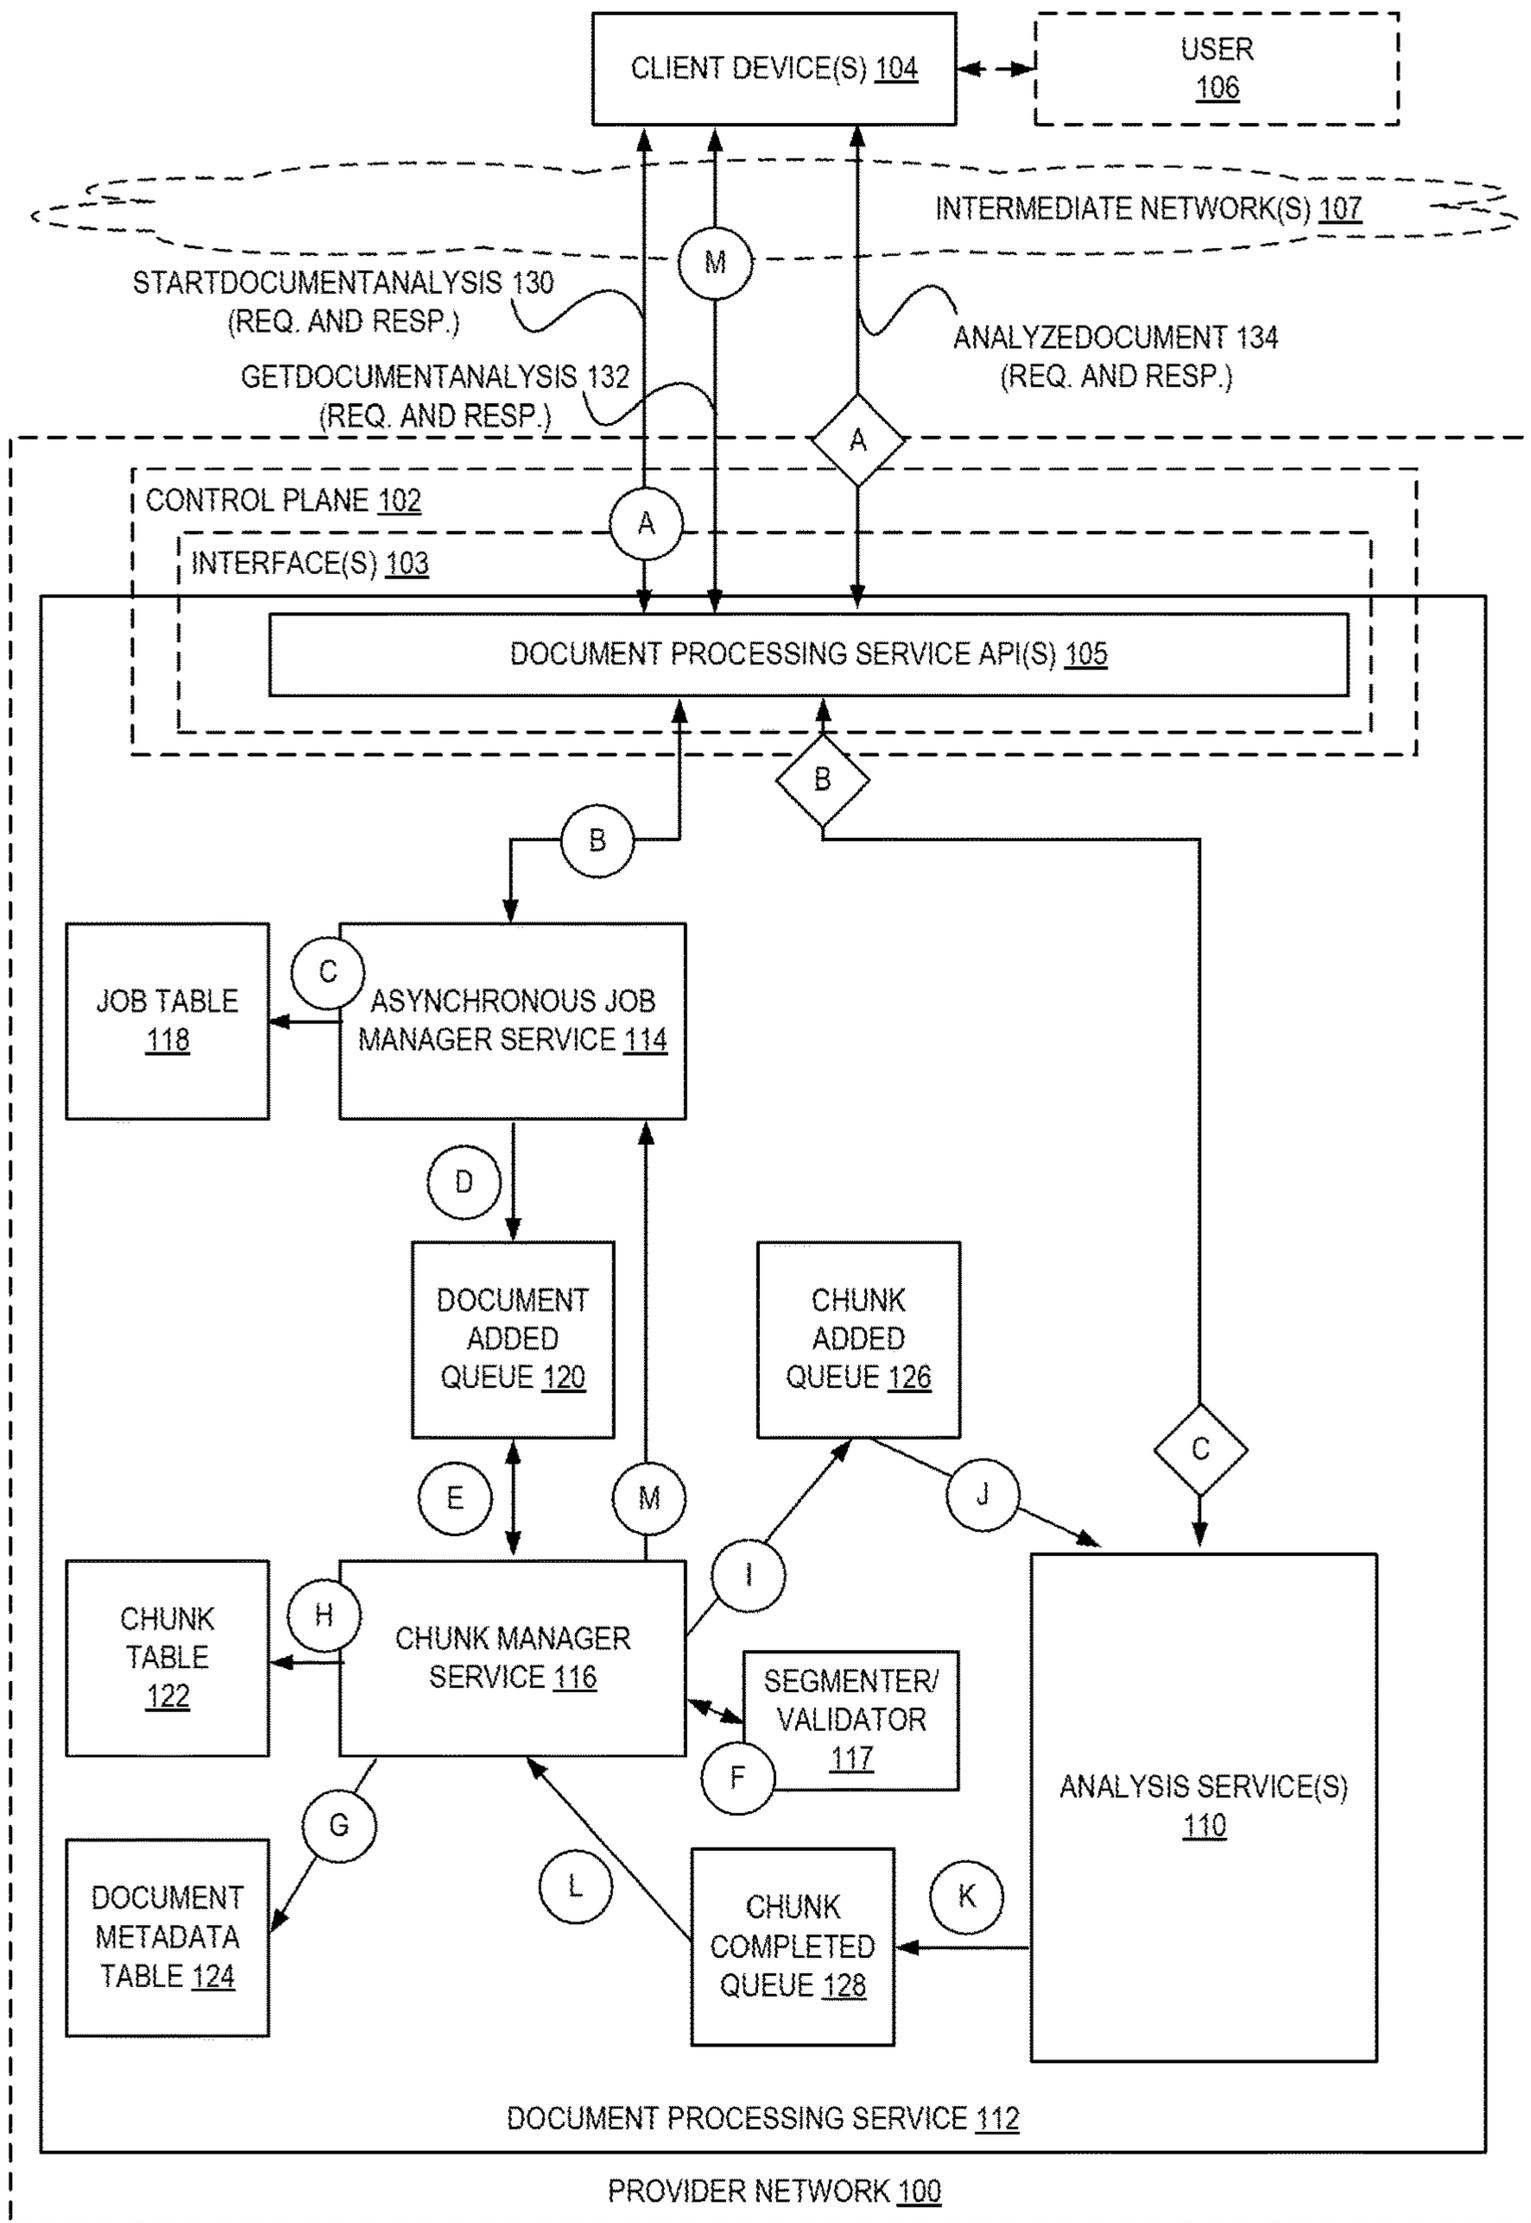 CLIENT DEVICE(S) 104
USER
106
INTERMEDIATE NETWORK(S) 107
M
STARTDOCUMENTANALYSIS 130
(REQ. AND RESP.)
ANALYZEDOCUMENT 134
(REQ. AND RESP.)
GETDOCUMENTANALYSIS 132
(REQ. AND RESP.)
A
CONTROL PLANE 102
A
INTERFACE(S) 103
DOCUMENT PROCESSING SERVICE API(S) 105
B
B
C
JOB TABLE
118
ASYNCHRONOUS JOB
MANAGER SERVICE 114
D
DOCUMENT
ADDED
QUEUE 120
CHUNK
ADDED
QUEUE 126
C
E
M
J
I
H
CHUNK
TABLE
122
CHUNK MANAGER
SERVICE 116
SEGMENTER/
VALIDATOR
117
F
G
ANALYSIS SERVICE(S)
110
L
K
DOCUMENT
METADATA
TABLE 124
CHUNK
COMPLETED
QUEUE 128
DOCUMENT PROCESSING SERVICE 112
PROVIDER NETWORK 100